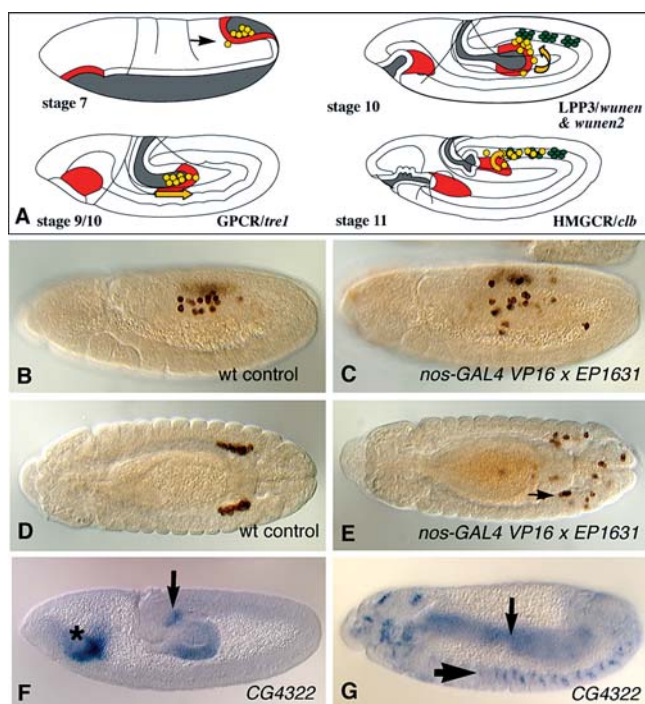 stage 7
stage 10
LPP3/wunen
& wunen2
A
stage 9/10
GPCR/tre1
stage 11
HMGCR/clb
B
wt control
C
nos-GAL4 VP16 x EP1631
D
wt control
E
nos-GAL4 VP16 x EP1631
*
F
CG4322
G
CG4322